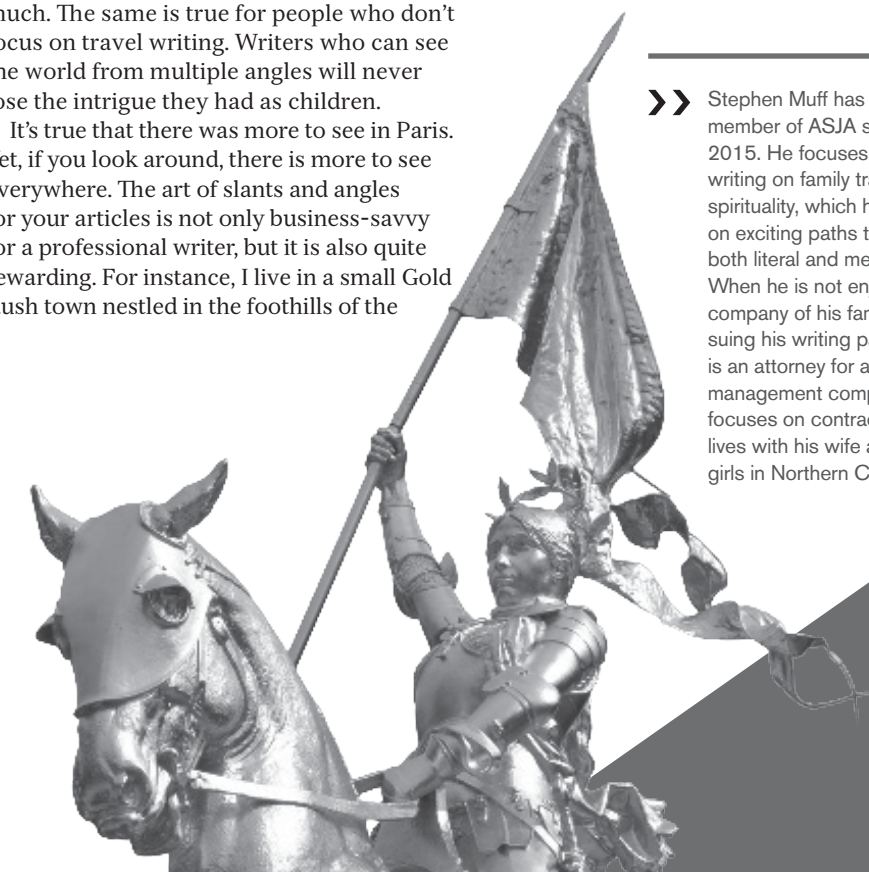 much. The same is true for people who don't
focus on travel writing. Writers who can see
the world from multiple angles will never
lose the intrigue they had as children.
It's true that there was more to see in Paris.
Yet, if you look around, there is more to see
everywhere. The art of slants and angles
for your articles is not only business-savvy
for a professional writer, but it is also quite
rewarding. For instance, I live in a small Gold
Rush town nestled in the foothills of the
Stephen Muff has
member of ASJA s
2015. He focuses
writing on family tra
spirituality, which h
on exciting paths t
both literal and me
When he is not en
company of his fam
suing his writing pa
is an attorney for a
management comp
focuses on contrac
lives with his wife a
girls in Northern C